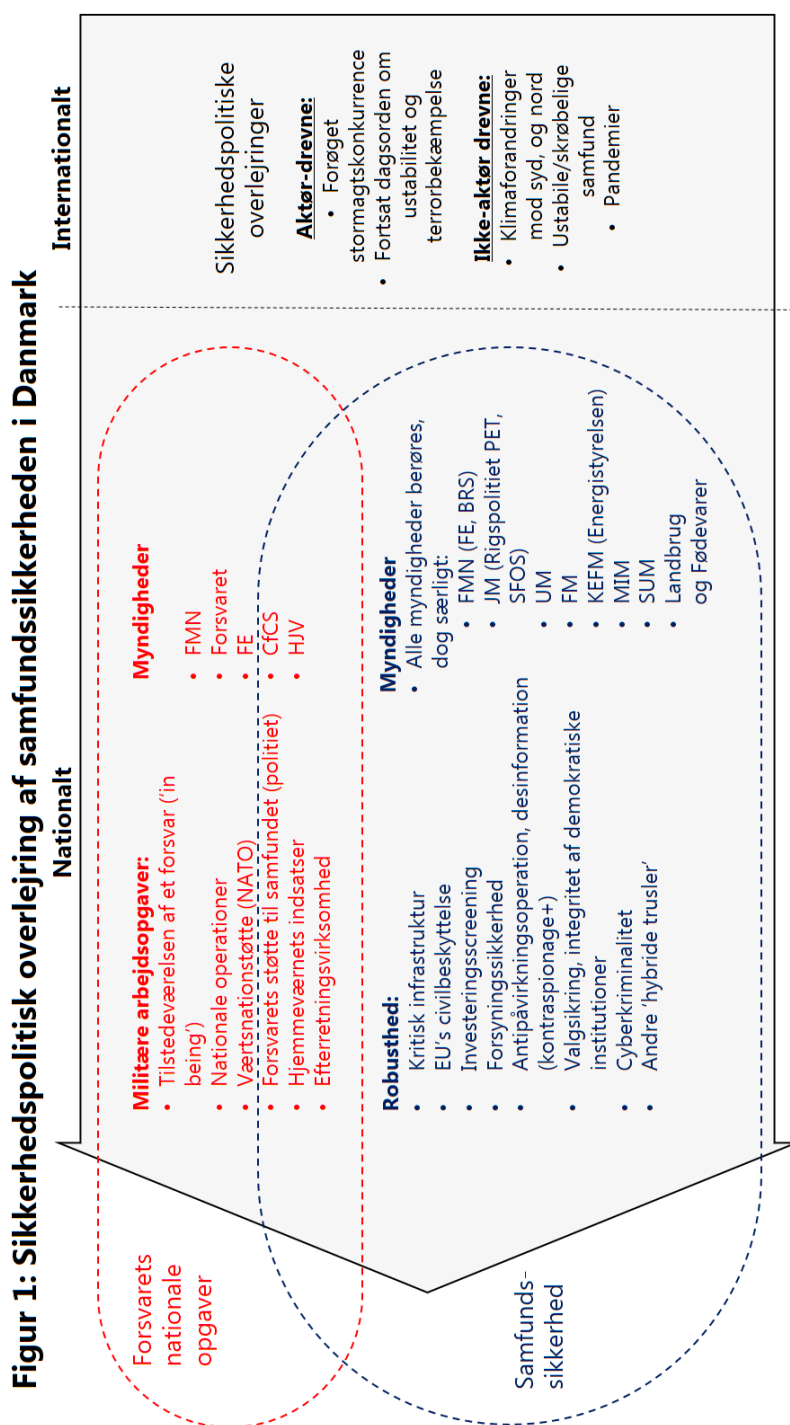 Figur 1: Sikkerhedspolitisk overlejring af samfundssikkerheden i Danmark
Nationalt
Internationalt
Forsvarets
nationale
opgaver
Militære arbejdsopgaver:
• Tilstedeværelsen af et forsvar ('in
being')
• Nationale operationer
• Værtsnationstøtte (NATO)
• Forsvarets støtte til samfundet (politiet)
• Hjemmeværnets indsatser
• Efterretningsvirksomhed
Myndigheder
• FMN
• Forsvaret
• FE
• CfCS
• HJV
Samfunds-
sikkerhed
Robusthed:
• Kritisk infrastruktur
• EU's civilbeskyttelse
• Investeringsscreening
• Forsyningssikkerhed
• Antipåvirkningsoperation, desinformation
(kontraspionage+)
• Valgsikring, integritet af demokratiske
institutioner
• Cyberkriminalitet
• Andre 'hybride trusler'
Myndigheder
• Alle myndigheder berøres,
dog særligt:
• FMN (FE, BRS)
• JM (Rigspolitiet PET,
SFOS)
• UM
• FM
• KEFM (Energistyrelsen)
• MIM
• SUM
• Landbrug
og Fødevarer
Sikkerhedspolitiske
overlejringer
Aktør-drevne:
• Forøget
stormagtskonkurrence
• Fortsat dagsorden om
ustabilitet og
terrorbekæmpelse
Ikke-aktør drevne:
• Klimaforandringer
mod syd, og nord
• Ustabile/skrøbelige
samfund
• Pandemier